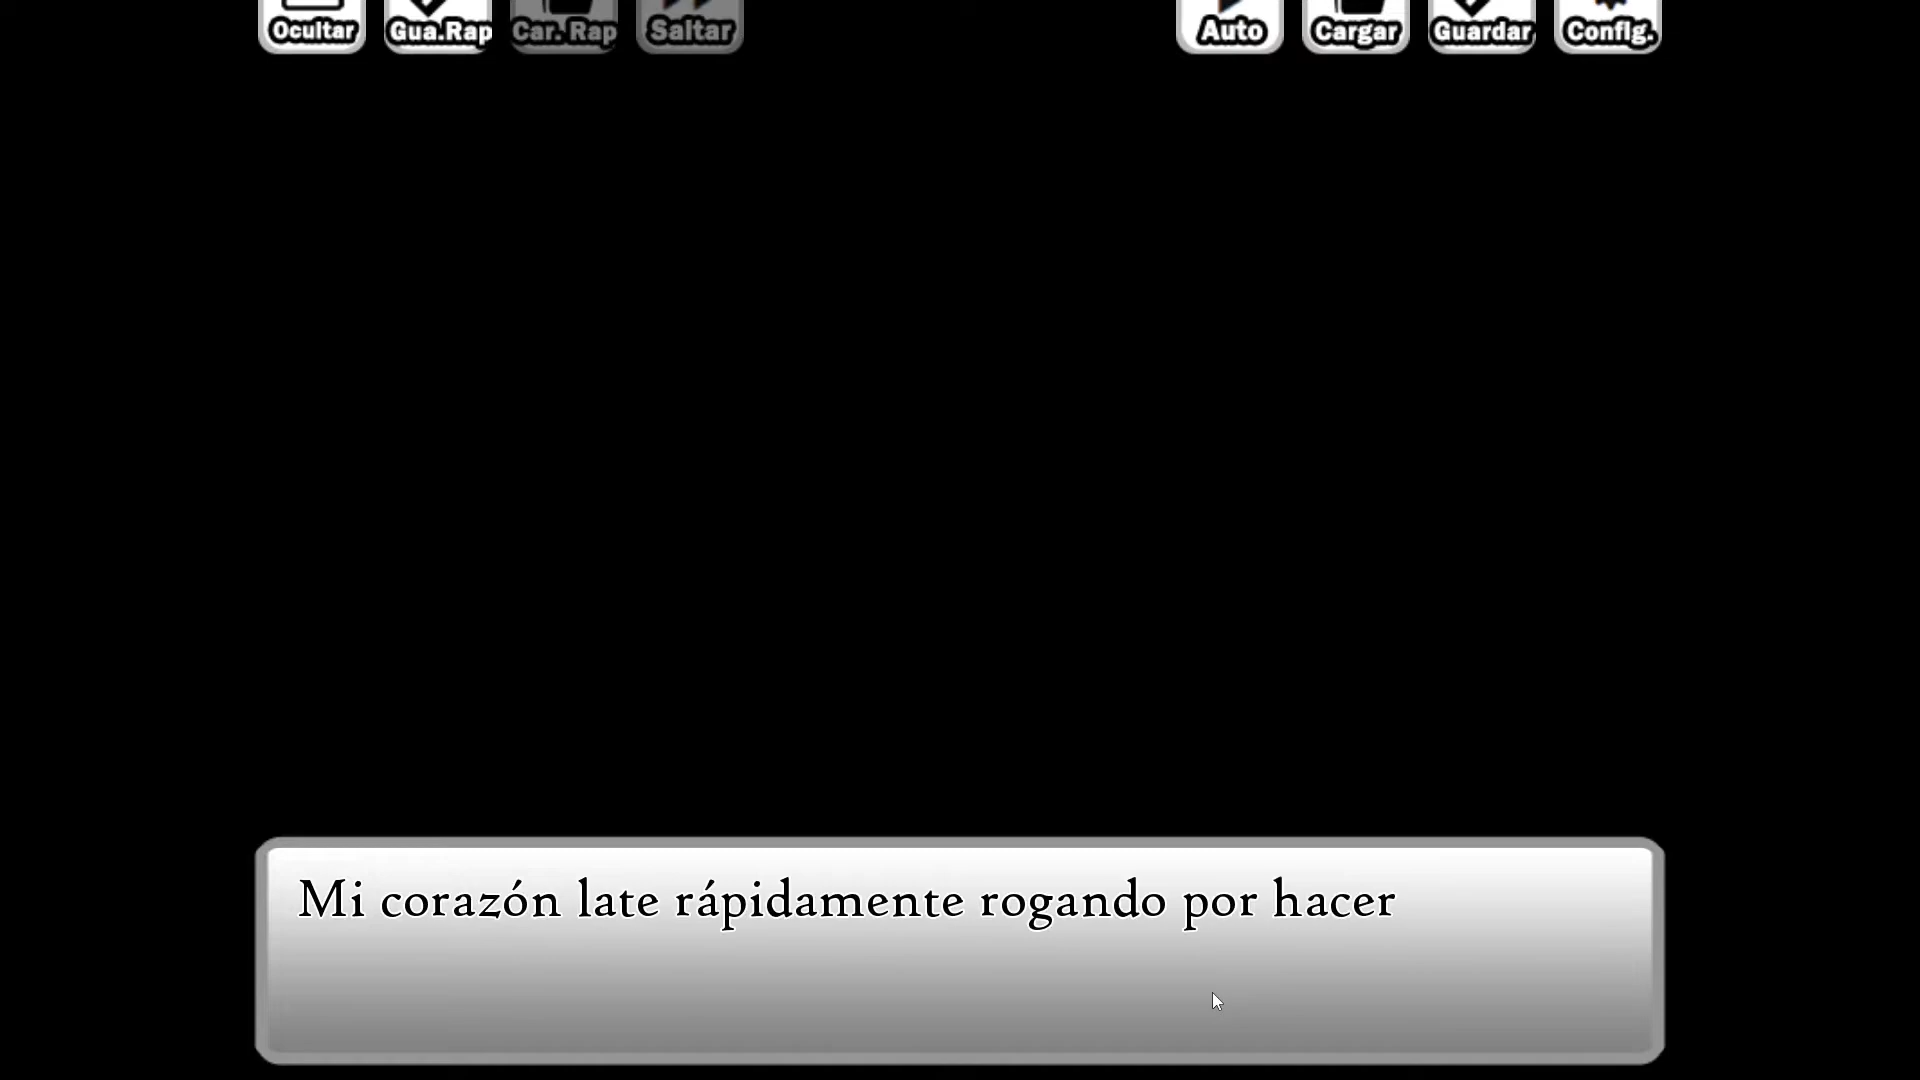 Ocultar Gua.Rap Car. Rap Saltar Auto Cargar Guardar Config.
Mi corazón late rápidamente rogando por hacer